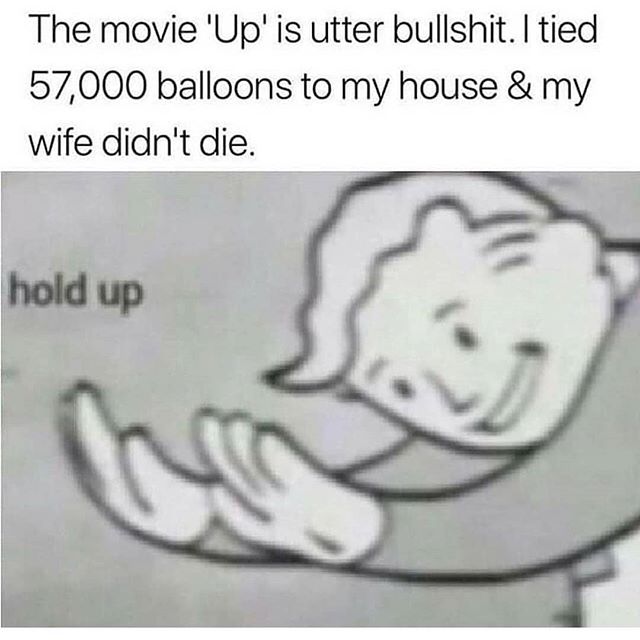 The movie 'Up' is utter bullshit. I tied
57,000 balloons to my house & my
wife didn't die.
hold up